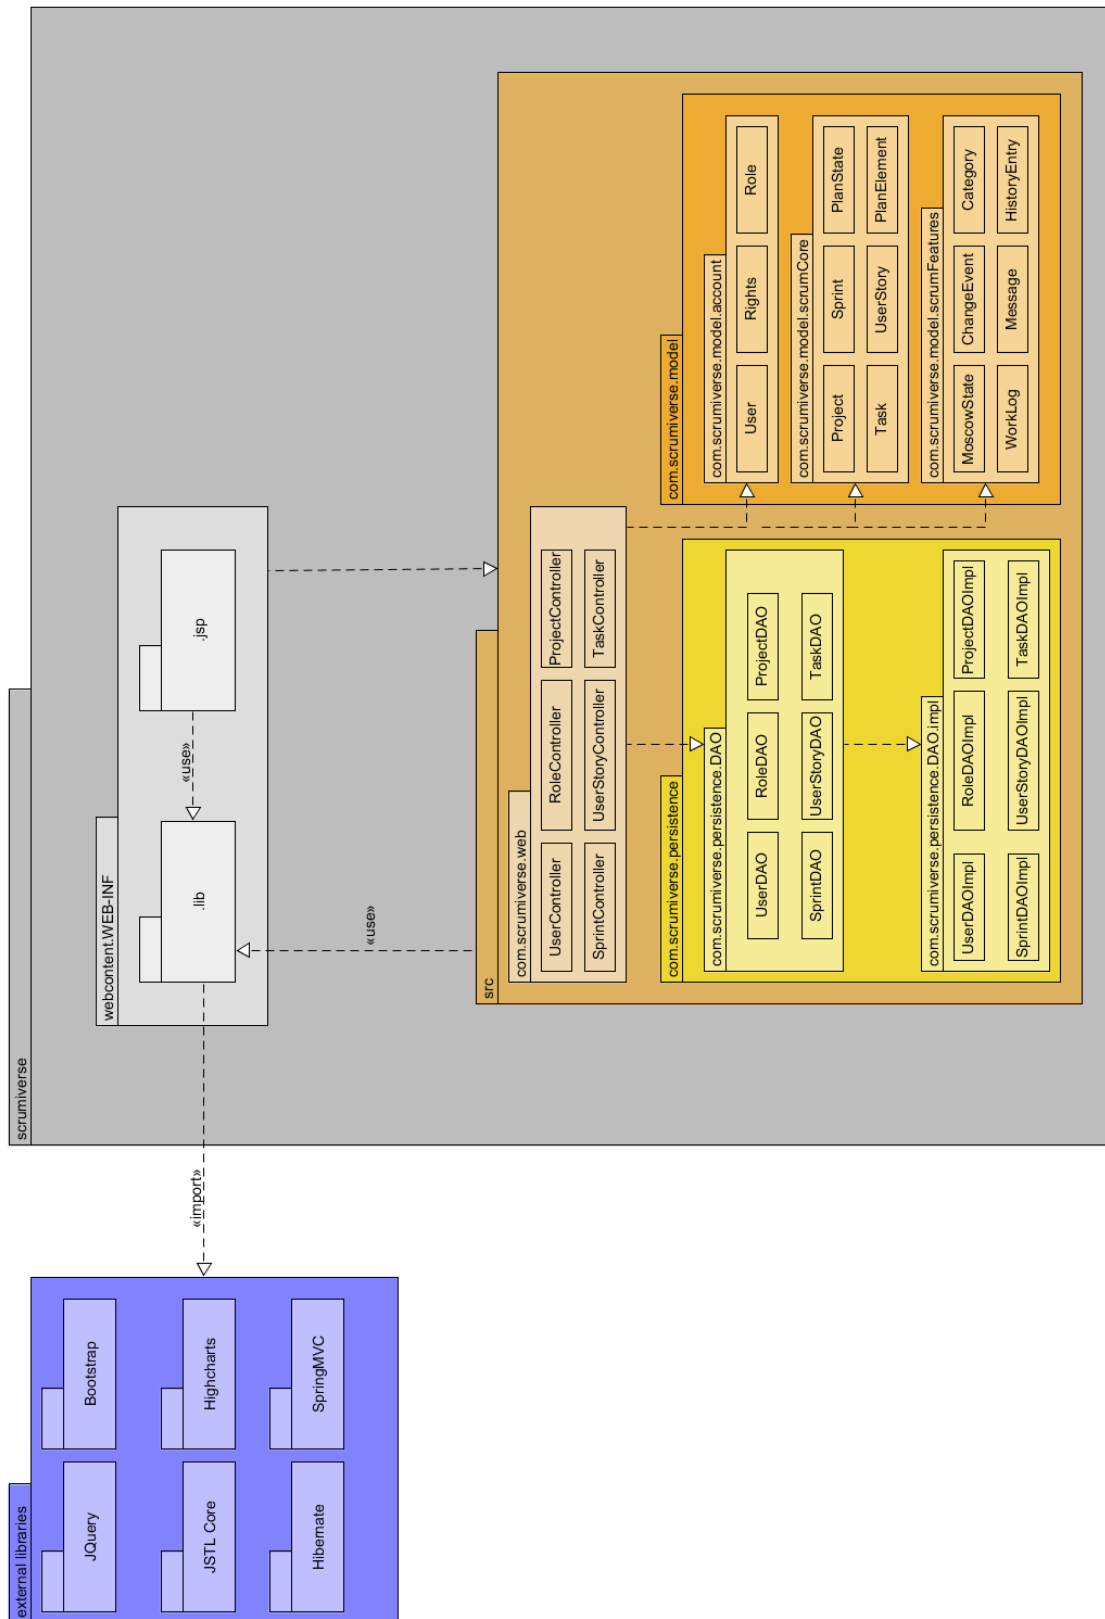 external libraries
JQuery
Bootstrap
JSTL Core
Highcharts
Hibernate
SpringMVC
«import»
scrumiverse
webcontent.WEB-INF
.lib
«use»
.jsp
«use»
src
com.scrumiverse.web
UserController
RoleController
ProjectController
SprintController
UserStoryController
TaskController
com.scrumiverse.persistence
com.scrumiverse.persistence.DAO
UserDAO
RoleDAO
ProjectDAO
SprintDAO
UserStoryDAO
TaskDAO
com.scrumiverse.persistence.DAO.impl
UserDAOImpl
RoleDAOImpl
ProjectDAOImpl
SprintDAOImpl
UserStoryDAOImpl
TaskDAOImpl
com.scrumiverse.model
com.scrumiverse.model.account
User
Rights
Role
com.scrumiverse.model.scrumCore
Project
Sprint
PlanState
Task
UserStory
PlanElement
com.scrumiverse.model.scrumFeatures
MoscowState
ChangeEvent
Category
WorkLog
Message
HistoryEntry